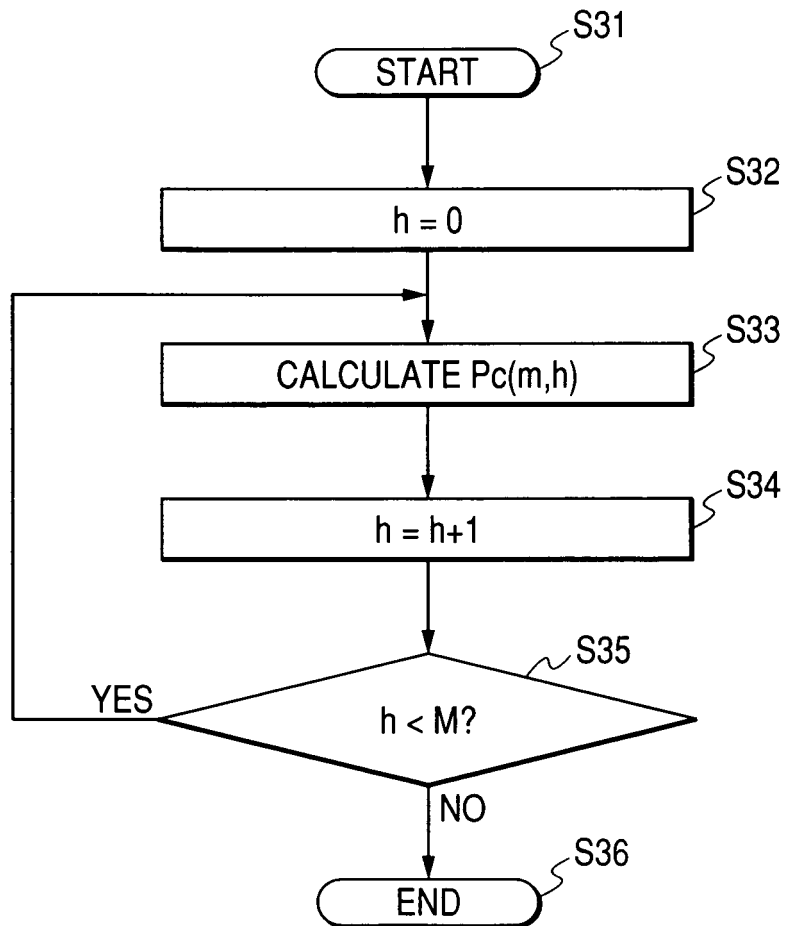 S31
START
S32
h = 0
S33
CALCULATE Pc(m,h)
S34
h = h+1
S35
YES
h < M?
NO
S36
END